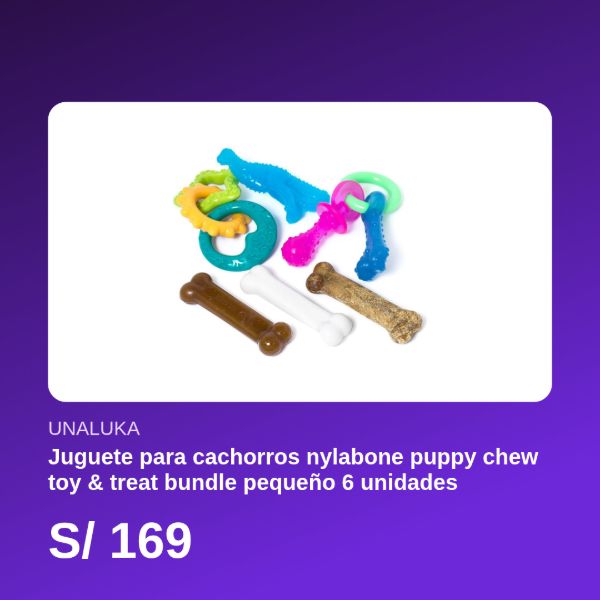 UNALUKA
Juguete para cachorros nylabone puppy chew
toy & treat bundle pequeño 6 unidades
S/ 169